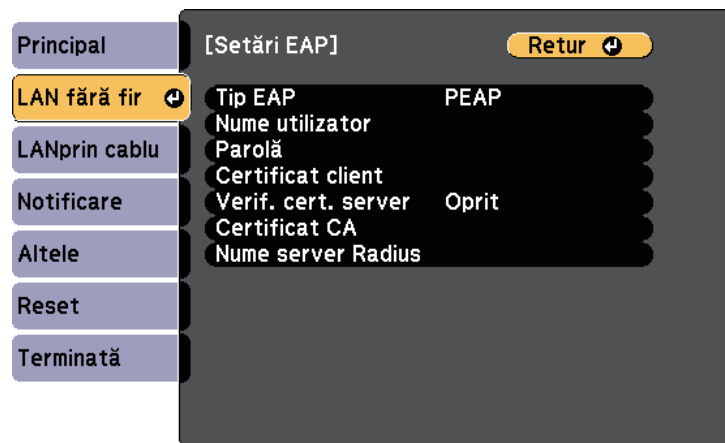 Principal
LAN fără fir
LANprin cablu
Notificare
Altele
Reset
Terminată
[Setări EAP] Retur
Tip EAP PEAP
Nume utilizator
Parolă
Certificat client
Verif. cert. server Oprit
Certificat CA
Nume server Radius